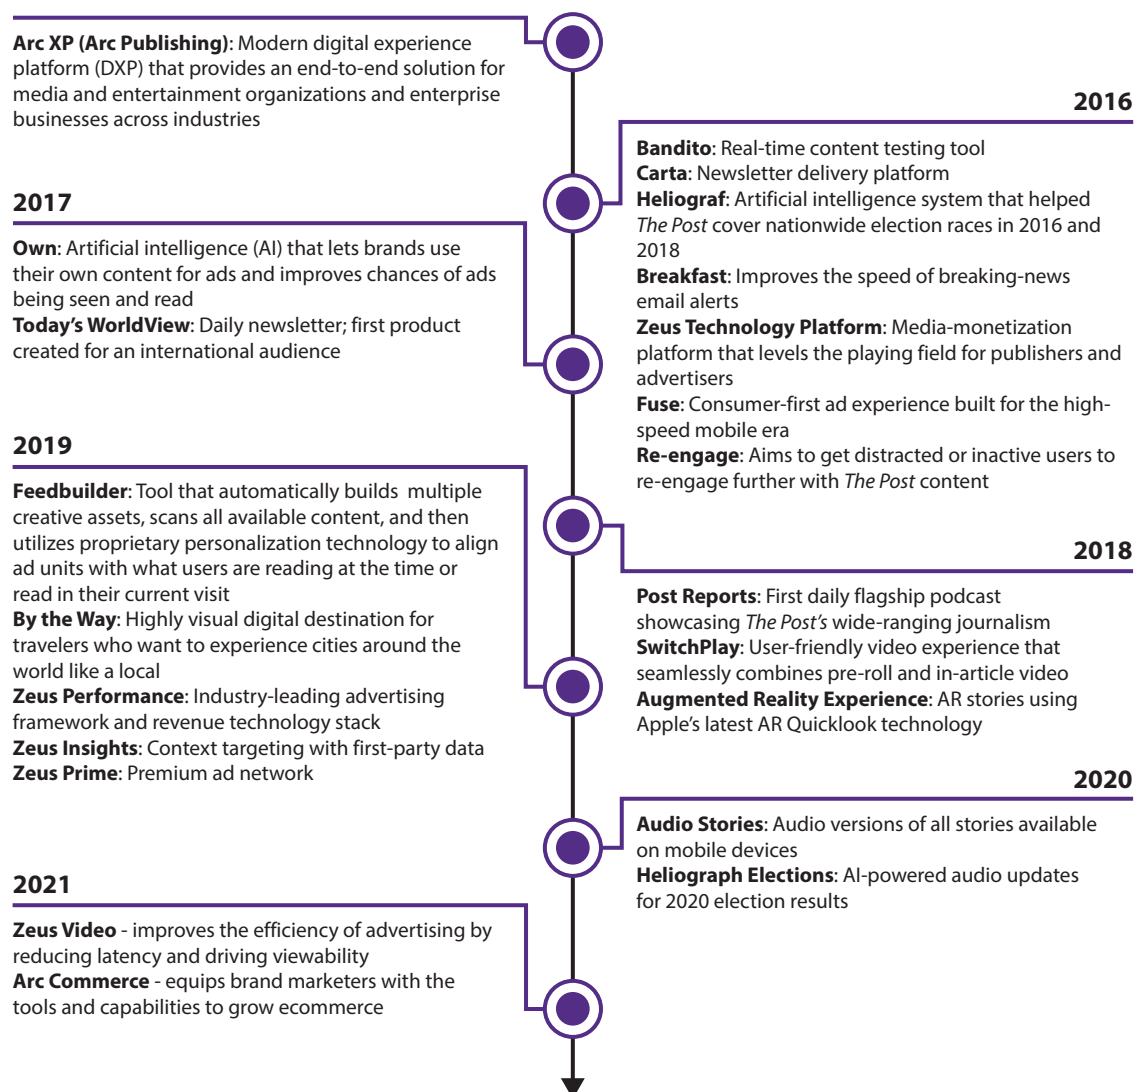 Arc XP (Arc Publishing): Modern digital experience
platform (DXP) that provides an end-to-end solution for
media and entertainment organizations and enterprise
businesses across industries
2016
Bandito: Real-time content testing tool
Carta: Newsletter delivery platform
Heliograf: Artificial intelligence system that helped
The Post cover nationwide election races in 2016 and
2018
Breakfast: Improves the speed of breaking-news
email alerts
Zeus Technology Platform: Media-monetization
platform that levels the playing field for publishers and
advertisers
Fuse: Consumer-first ad experience built for the high-
speed mobile era
Re-engage: Aims to get distracted or inactive users to
re-engage further with The Post content
2017
Own: Artificial intelligence (AI) that lets brands use
their own content for ads and improves chances of ads
being seen and read
Today's WorldView: Daily newsletter; first product
created for an international audience
2018
Post Reports: First daily flagship podcast
showcasing The Post's wide-ranging journalism
SwitchPlay: User-friendly video experience that
seamlessly combines pre-roll and in-article video
Augmented Reality Experience: AR stories using
Apple's latest AR Quicklook technology
2019
Feedbuilder: Tool that automatically builds multiple
creative assets, scans all available content, and then
utilizes proprietary personalization technology to align
ad units with what users are reading at the time or
read in their current visit
By the Way: Highly visual digital destination for
travelers who want to experience cities around the
world like a local
Zeus Performance: Industry-leading advertising
framework and revenue technology stack
Zeus Insights: Context targeting with first-party data
Zeus Prime: Premium ad network
2020
Audio Stories: Audio versions of all stories available
on mobile devices
Heliograph Elections: AI-powered audio updates
for 2020 election results
2021
Zeus Video - improves the efficiency of advertising by
reducing latency and driving viewability
Arc Commerce - equips brand marketers with the
tools and capabilities to grow ecommerce